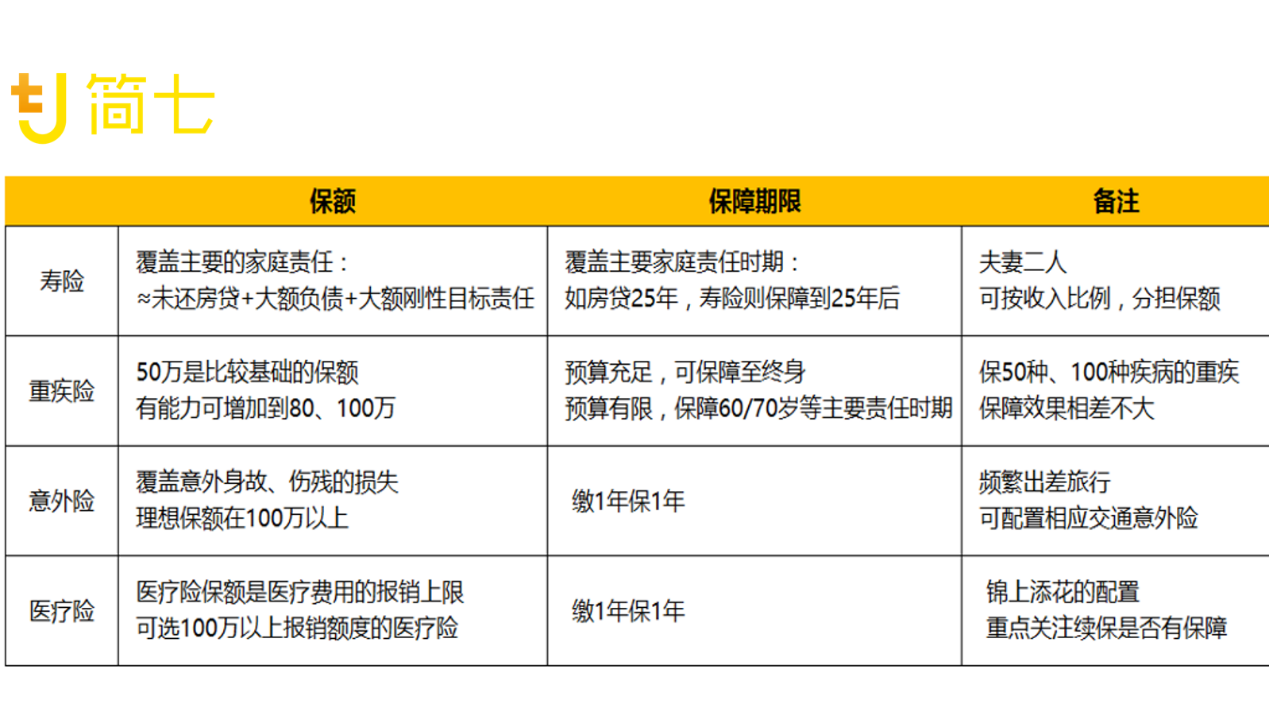 简七
保额 保障期限 备注
寿险
覆盖主要的家庭责任：
≈未还房贷+大额负债+大额刚性目标责任
覆盖主要家庭责任时期：
如房贷25年，寿险则保障到25年后
夫妻二人
可按收入比例，分担保额
重疾险
50万是比较基础的保额
有能力可增加到80、100万
预算充足，可保障至终身
预算有限，保障60/70岁等主要责任时期
保50种、100种疾病的重疾
保障效果相差不大
意外险
覆盖意外身故、伤残的损失
理想保额在100万以上
缴1年保1年
频繁出差旅行
可配置相应交通意外险
医疗险
医疗险保额是医疗费用的报销上限
可选100万以上报销额度的医疗险
缴1年保1年
锦上添花的配置
重点关注续保是否有保障